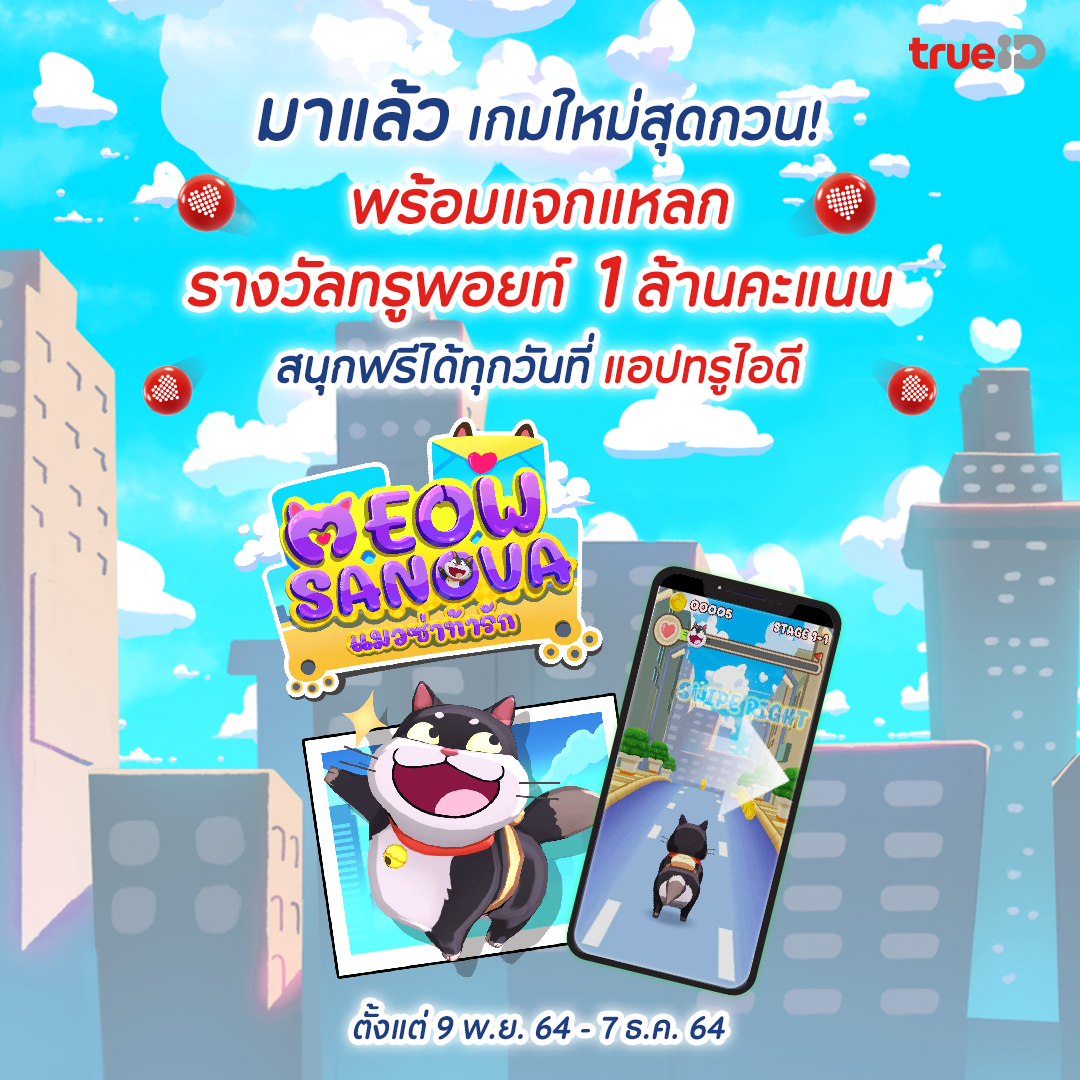 trueiD
มาแล้ว เกมใหม่สุดกวน!
พร้อมแจกแหลก
รางวัลทรูพอยท์ 1 ล้านคะแนน
สนุกฟรีได้ทุกวันที่ แอปทรูไอดี
MEOW
SANOVA
แมวซ่าท้ารัก
00005
STAGE 1-1
SWIPE RIGHT
ตั้งแต่ 9 พ.ย. 64 - 7 ธ.ค. 64